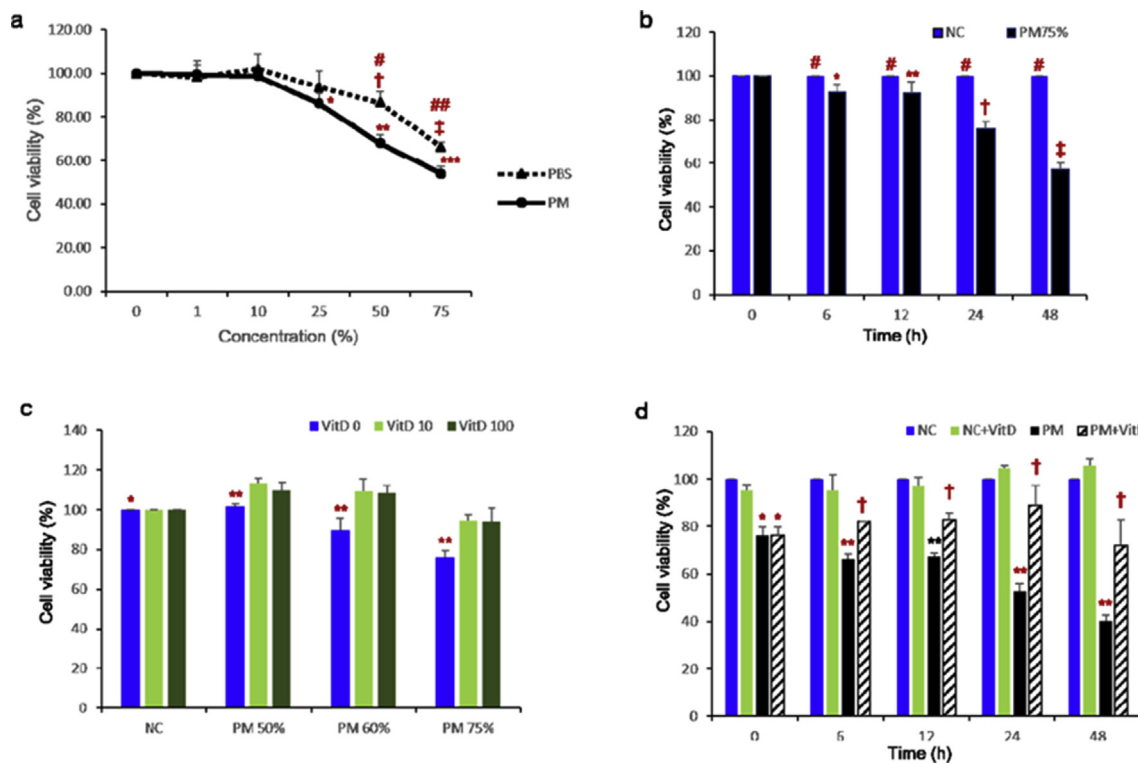 a
120.00
100.00
80.00
60.00
40.00
20.00
0.00
Cell viability (%)
#
†
*
**
##
‡
***
PBS
PM
0 1 10 25 50 75
Concentration (%)
b
NC PM75%
120
100
80
60
40
20
0
Cell viability (%)
# * # ** # † # ‡
0 6 12 24 48
Time (h)
c
VitD 0 VitD 10 VitD 100
140
120
100
80
60
40
20
0
Cell viability (%)
* ** ** **
NC PM 50% PM 60% PM 75%
d
NC NC+VitD PM PM+Vit
120
100
80
60
40
20
0
Cell viability (%)
* * ** † ** † ** † ** †
0 6 12 24 48
Time (h)